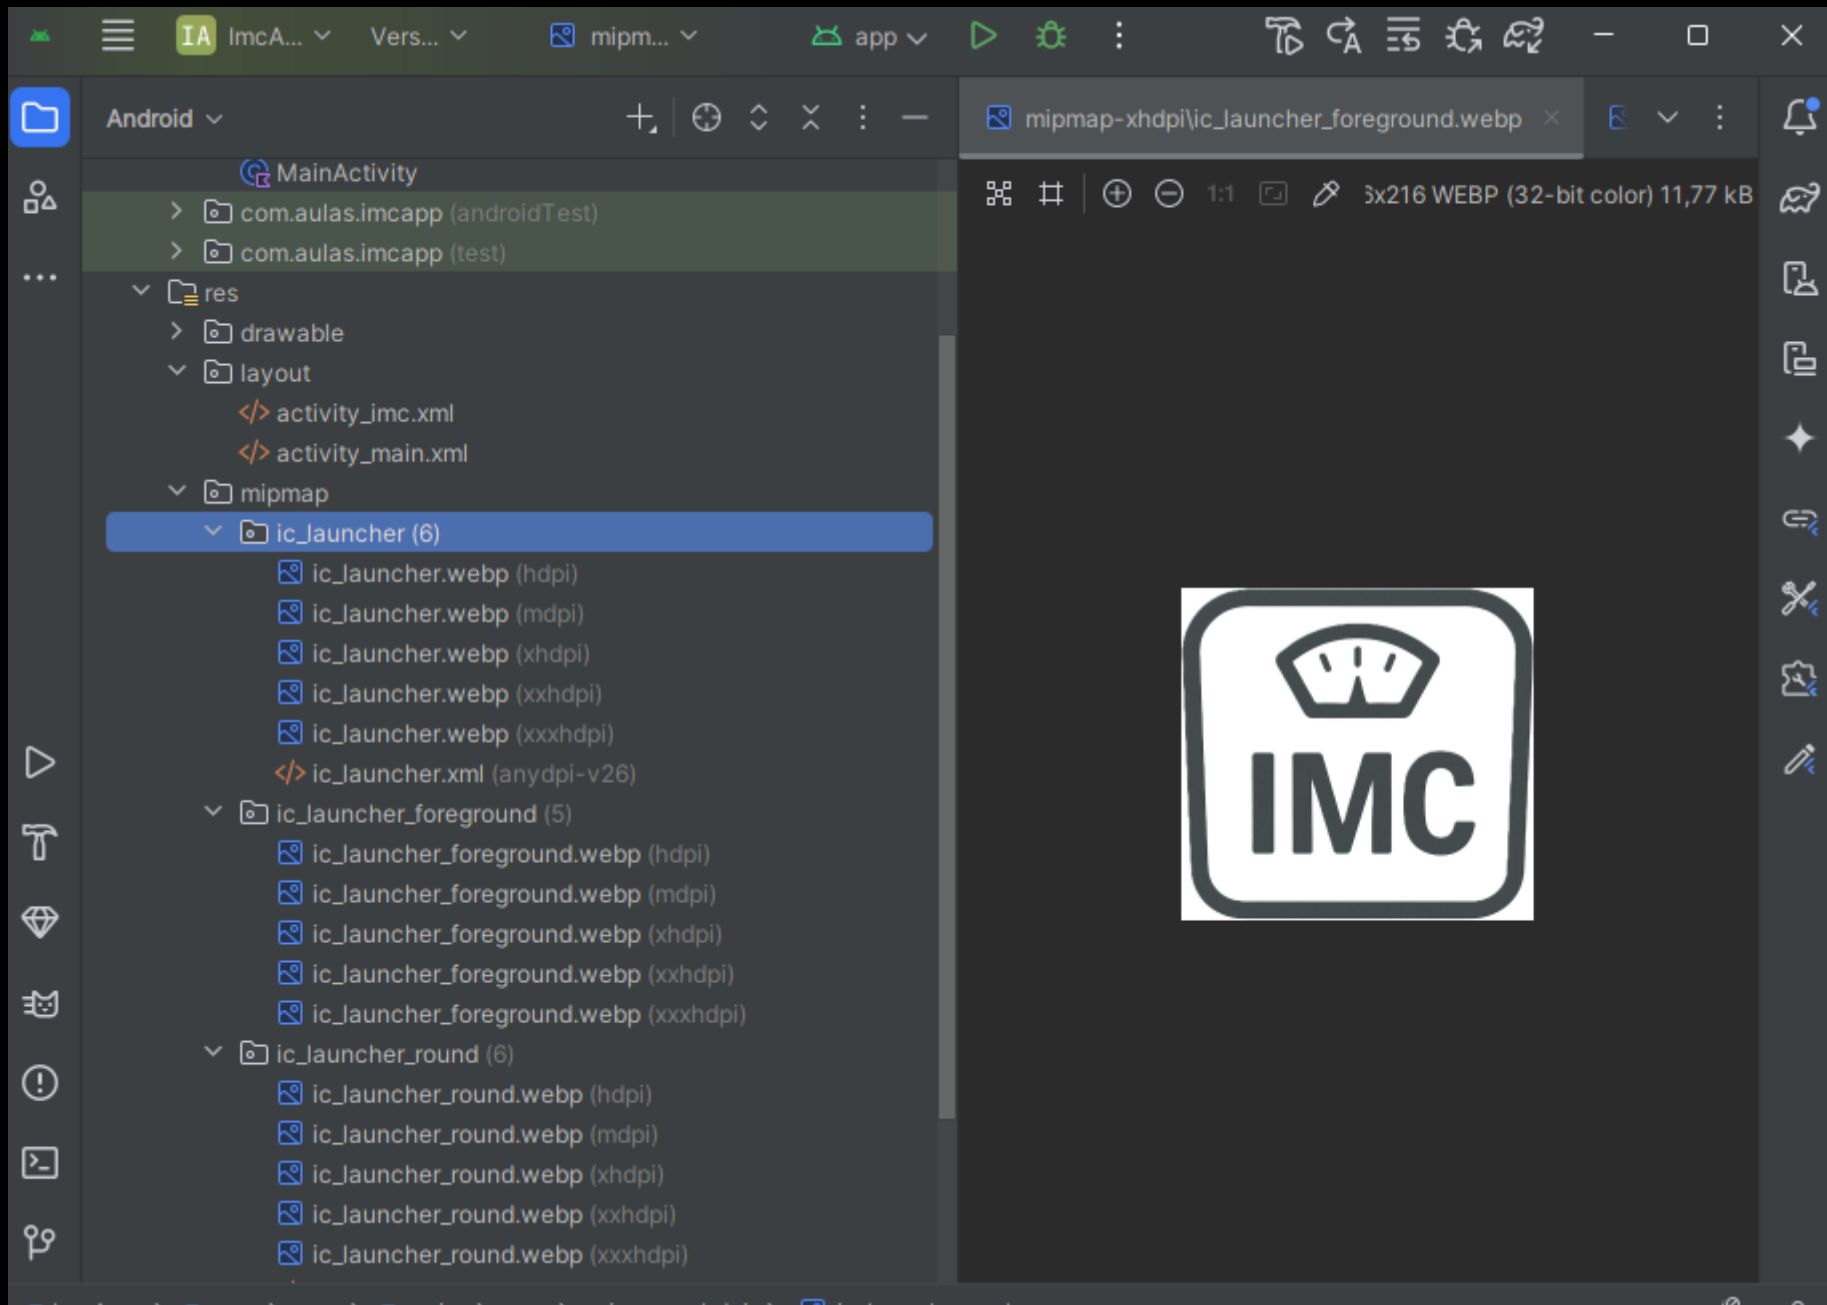 IA ImcA... Vers... mipm... app
Android
mipmap-xhdpi\ic_launcher_foreground.webp
1:1 x216 WEBP (32-bit color) 11,77 kB
MainActivity
com.aulas.imcapp (androidTest)
com.aulas.imcapp (test)
res
drawable
layout
activity_imc.xml
activity_main.xml
mipmap
ic_launcher (6)
ic_launcher.webp (hdpi)
ic_launcher.webp (mdpi)
ic_launcher.webp (xhdpi)
ic_launcher.webp (xxhdpi)
ic_launcher.webp (xxxhdpi)
ic_launcher.xml (anydpi-v26)
ic_launcher_foreground (5)
ic_launcher_foreground.webp (hdpi)
ic_launcher_foreground.webp (mdpi)
ic_launcher_foreground.webp (xhdpi)
ic_launcher_foreground.webp (xxhdpi)
ic_launcher_foreground.webp (xxxhdpi)
ic_launcher_round (6)
ic_launcher_round.webp (hdpi)
ic_launcher_round.webp (mdpi)
ic_launcher_round.webp (xhdpi)
ic_launcher_round.webp (xxhdpi)
ic_launcher_round.webp (xxxhdpi)
IMC